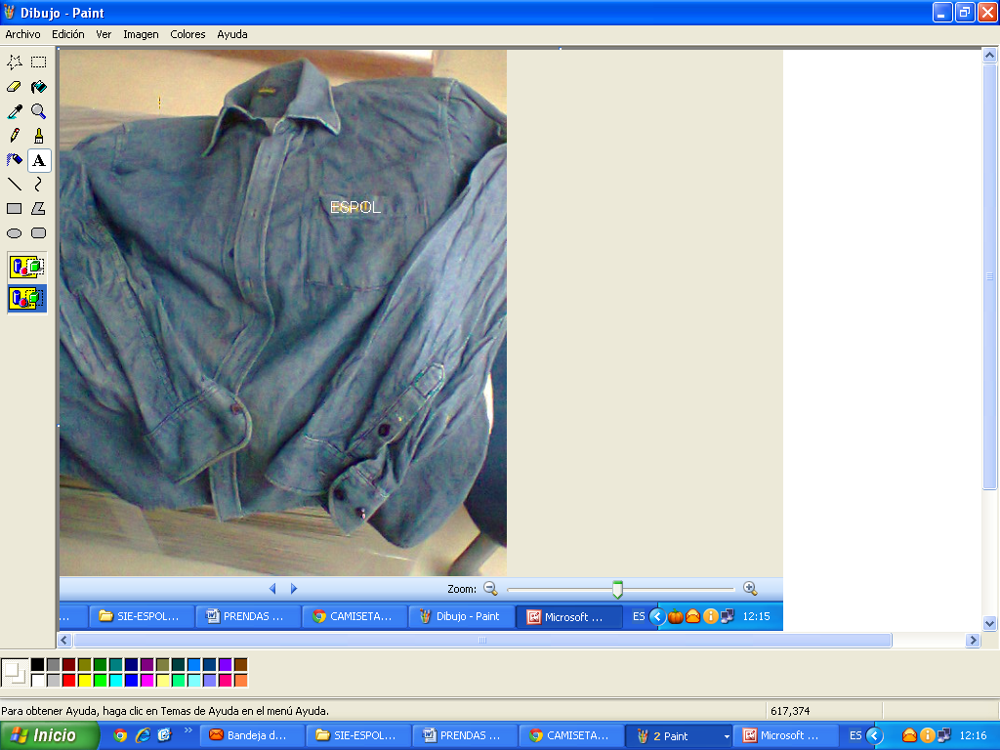 Dibujo - Paint
Archivo Edición Ver Imagen Colores Ayuda
A
ESPOL
Zoom:
... SIE-ESPOL... PRENDAS ... CAMISETA... Dibujo - Paint Microsoft ... ES 12:15
Para obtener Ayuda, haga clic en Temas de Ayuda en el menú Ayuda. 617,374
Inicio Bandeja d... SIE-ESPOL... PRENDAS ... CAMISETA... 2 Paint Microsoft ... ES 12:16